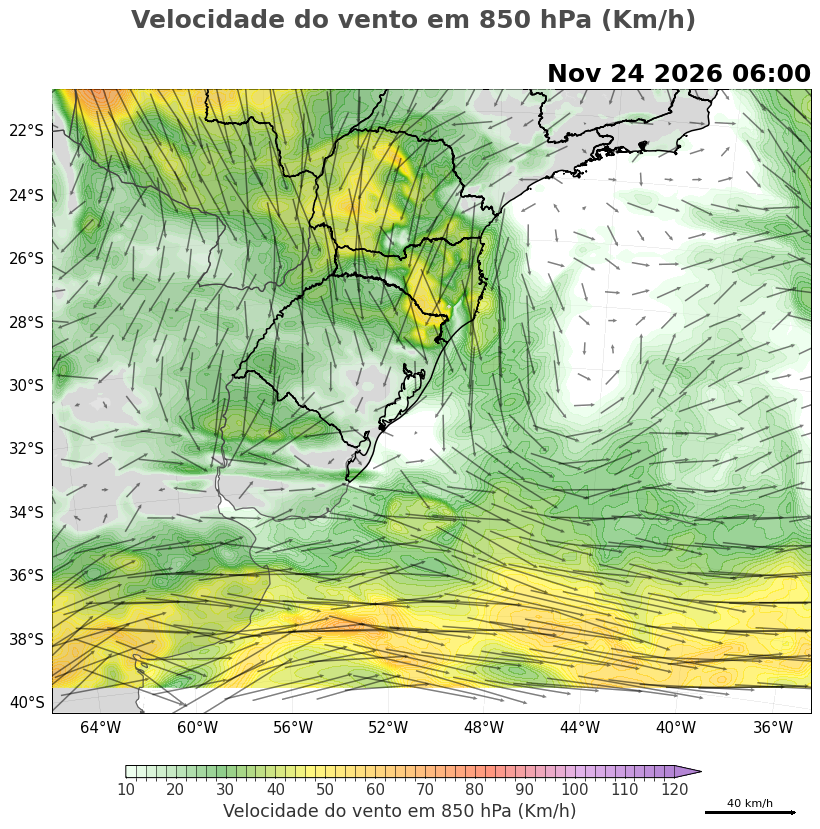 Velocidade do vento em 850 hPa (Km/h)
Nov 24 2026 06:00
22°S
24°S
26°S
28°S
30°S
32°S
34°S
36°S
38°S
40°S
64°W 60°W 56°W 52°W 48°W 44°W 40°W 36°W
10 20 30 40 50 60 70 80 90 100 110 120
Velocidade do vento em 850 hPa (Km/h)
40 km/h